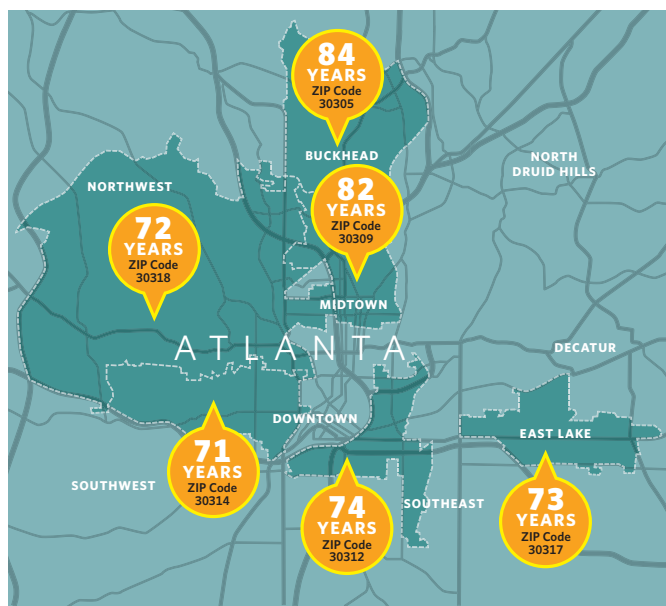 84
YEARS
ZIP Code
30305
BUCKHEAD
NORTH
DRUID HILLS
NORTHWEST
82
YEARS
ZIP Code
30309
72
YEARS
ZIP Code
30318
MIDTOWN
ATLANTA
DECATUR
DOWNTOWN
EAST LAKE
71
YEARS
ZIP Code
30314
SOUTHWEST
74
YEARS
ZIP Code
30312
SOUTHEAST
73
YEARS
ZIP Code
30317